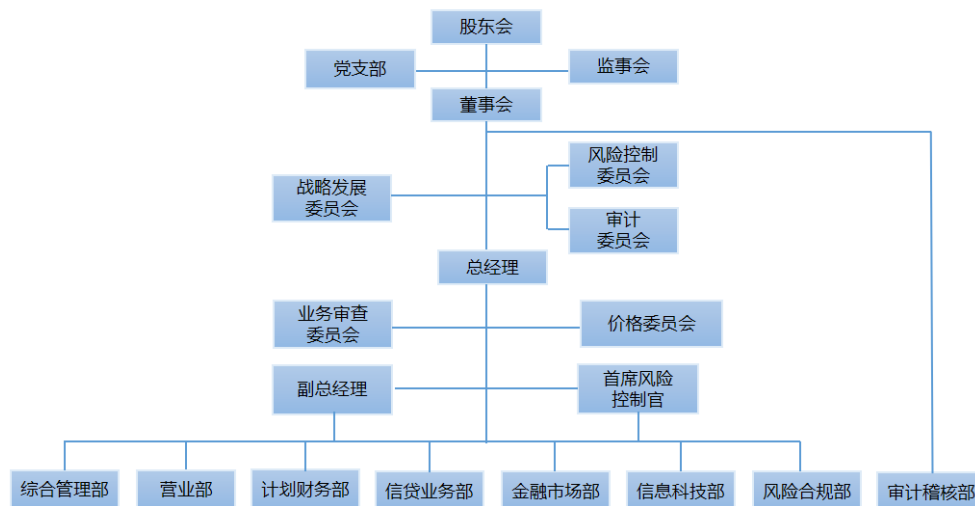 股东会
党支部
监事会
董事会
风险控制
委员会
战略发展
委员会
审计
委员会
总经理
业务审查
委员会
价格委员会
副总经理
首席风险
控制官
综合管理部
营业部
计划财务部
信贷业务部
金融市场部
信息科技部
风险合规部
审计稽核部